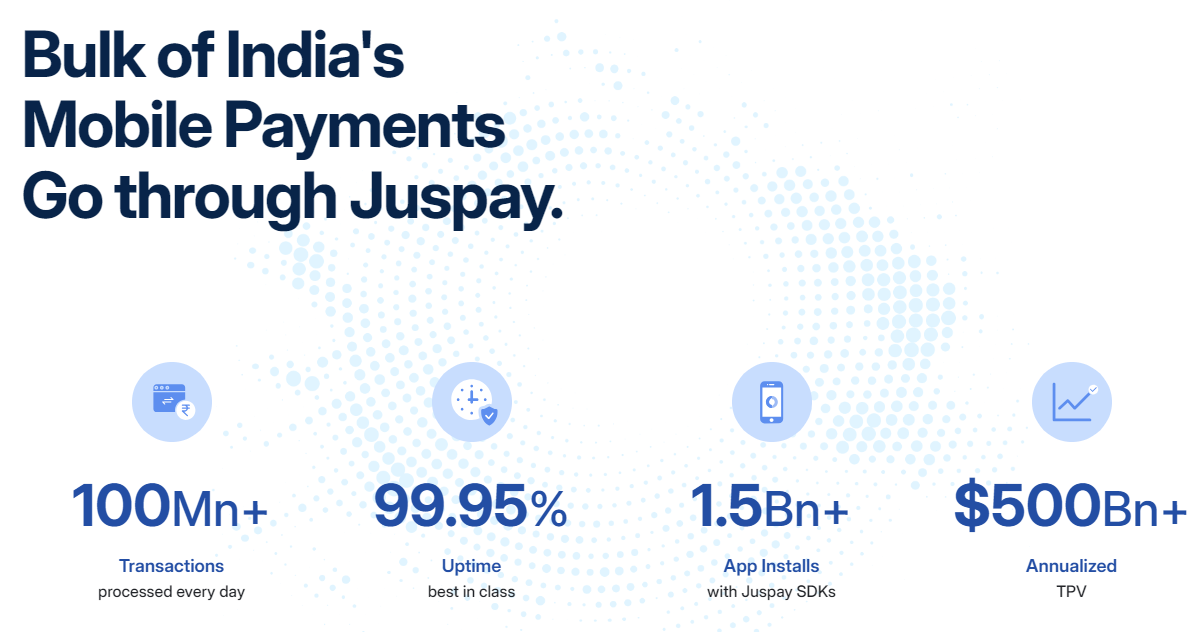 Bulk of India's
Mobile Payments
Go through Juspay.
₹
100Mn+
Transactions
processed every day
99.95%
Uptime
best in class
1.5Bn+
App Installs
with Juspay SDKs
$500Bn+
Annualized
TPV